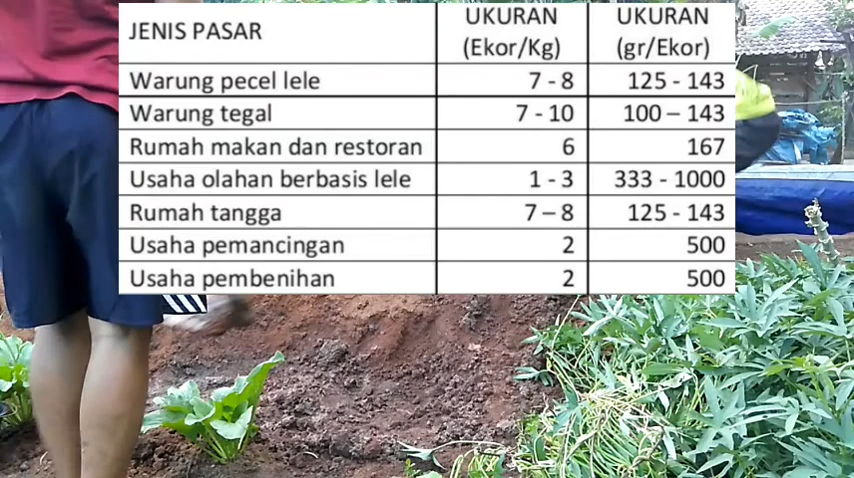 JENIS PASAR UKURAN (Ekor/Kg) UKURAN (gr/Ekor)
Warung pecel lele 7 - 8 125 - 143
Warung tegal 7 - 10 100 – 143
Rumah makan dan restoran 6 167
Usaha olahan berbasis lele 1 - 3 333 - 1000
Rumah tangga 7 – 8 125 - 143
Usaha pemancingan 2 500
Usaha pembenihan 2 500